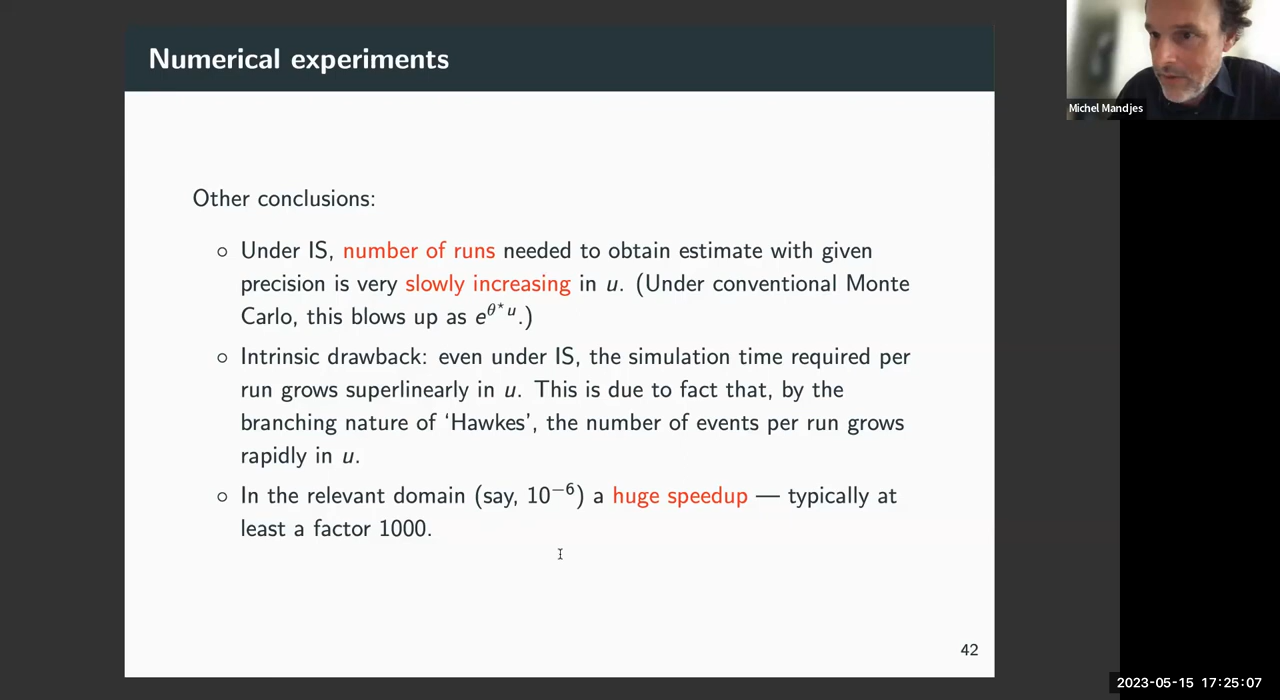 Numerical experiments
Michel Mandjes
Other conclusions:
○ Under IS, number of runs needed to obtain estimate with given
precision is very slowly increasing in u. (Under conventional Monte
Carlo, this blows up as e^{θ* u}.)
○ Intrinsic drawback: even under IS, the simulation time required per
run grows superlinearly in u. This is due to fact that, by the
branching nature of ‘Hawkes’, the number of events per run grows
rapidly in u.
○ In the relevant domain (say, 10⁻⁶) a huge speedup — typically at
least a factor 1000.
42
2023-05-15 17:25:07